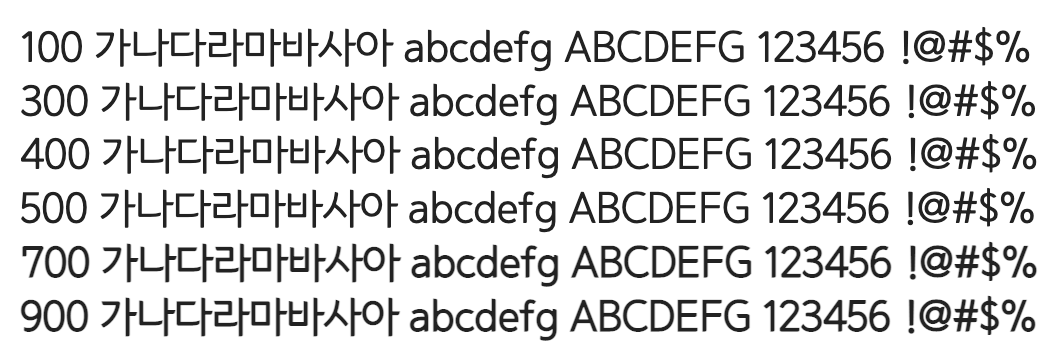 100 가나다라마바사아 abcdefg ABCDEFG 123456 !@#$%
300 가나다라마바사아 abcdefg ABCDEFG 123456 !@#$%
400 가나다라마바사아 abcdefg ABCDEFG 123456 !@#$%
500 가나다라마바사아 abcdefg ABCDEFG 123456 !@#$%
700 가나다라마바사아 abcdefg ABCDEFG 123456 !@#$%
900 가나다라마바사아 abcdefg ABCDEFG 123456 !@#$%